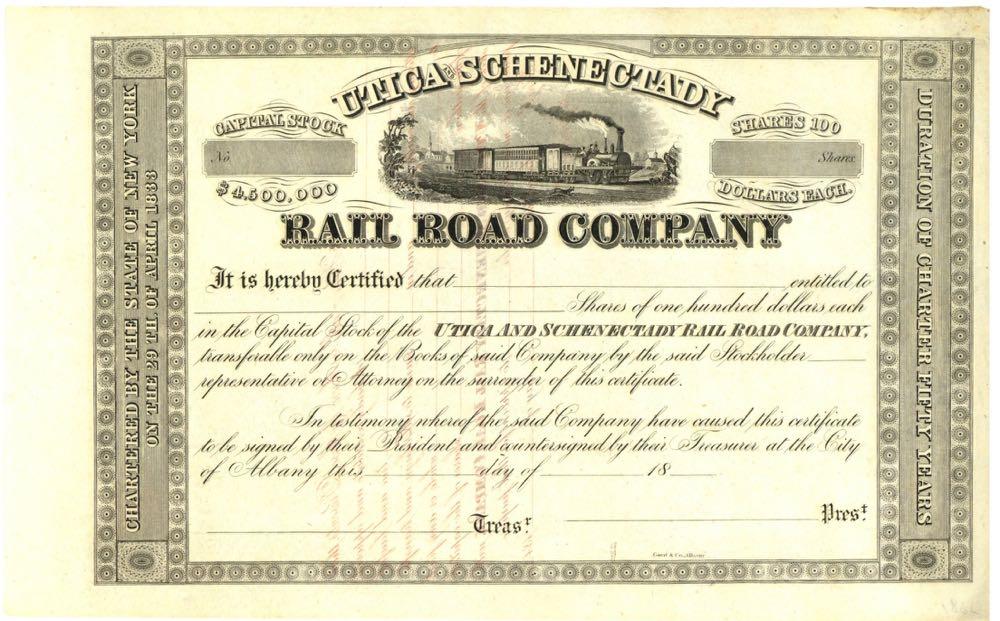 UTICA & SCHENECTADY
CAPITAL STOCK
No.
$4,500,000
SHARES 100
Shares.
DOLLARS EACH.
RAIL ROAD COMPANY
CHARTERED BY THE STATE OF NEW YORK
ON THE 29TH. OF APRIL 1833
DURATION OF CHARTER FIFTY YEARS
It is hereby Certified that entitled to
Shares of one hundred dollars each
in the Capital Stock of the UTICA AND SCHENECTADY RAIL ROAD COMPANY,
transferable only on the Books of said Company by the said Stockholder
representative or Attorney on the surrender of this certificate.
In testimony whereof the said Company have caused this certificate
to be signed by their President and countersigned by their Treasurer at the City
of Albany this day of 18
Treasr. Prest.
& Co, Albany